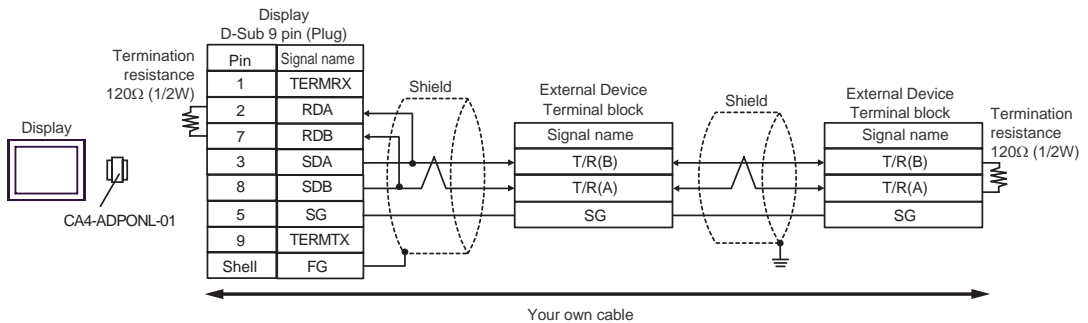 Display
D-Sub 9 pin (Plug)
Termination
resistance
120Ω (1/2W)
Pin Signal name
1 TERMRX
2 RDA
7 RDB
3 SDA
8 SDB
5 SG
9 TERMTX
Shell FG
Display
CA4-ADPONL-01
Shield
External Device
Terminal block
Signal name
T/R(B)
T/R(A)
SG
Shield
External Device
Terminal block
Signal name
T/R(B)
T/R(A)
SG
Termination
resistance
120Ω (1/2W)
Your own cable